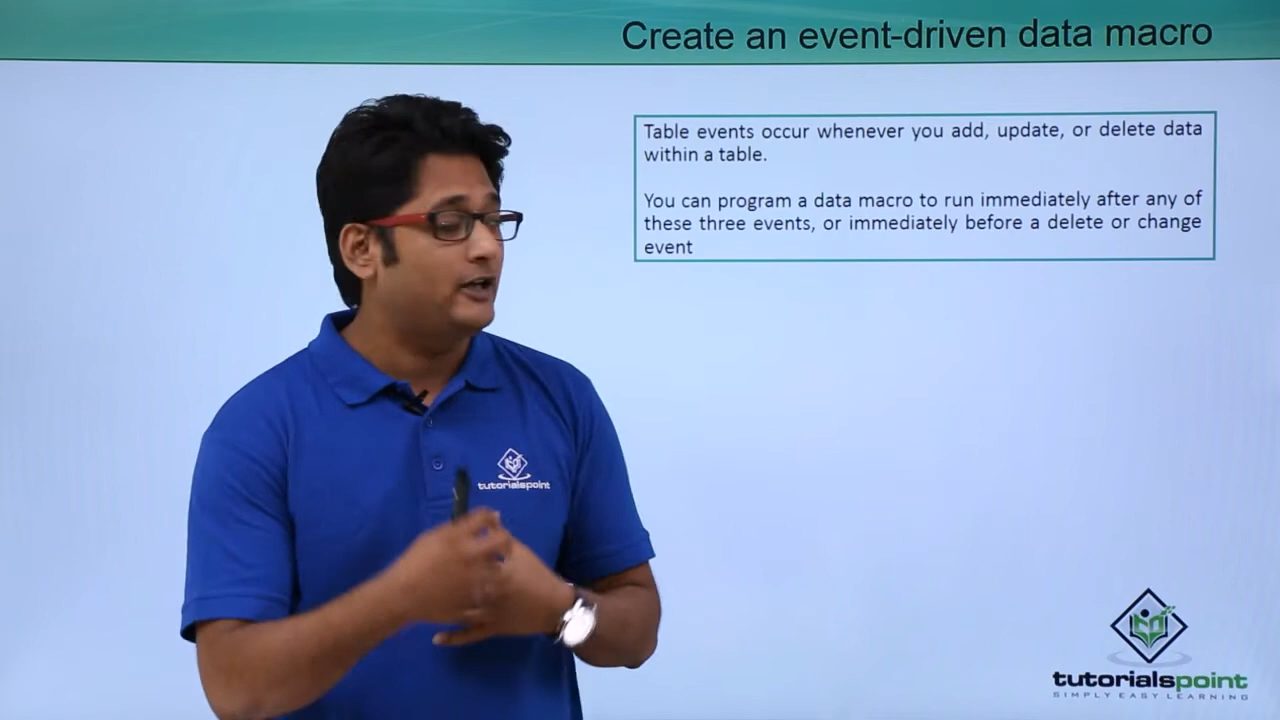 Create an event-driven data macro
Table events occur whenever you add, update, or delete data
within a table.
You can program a data macro to run immediately after any of
these three events, or immediately before a delete or change
event
tutorialspoint
tutorialspoint
SIMPLY EASY LEARNING